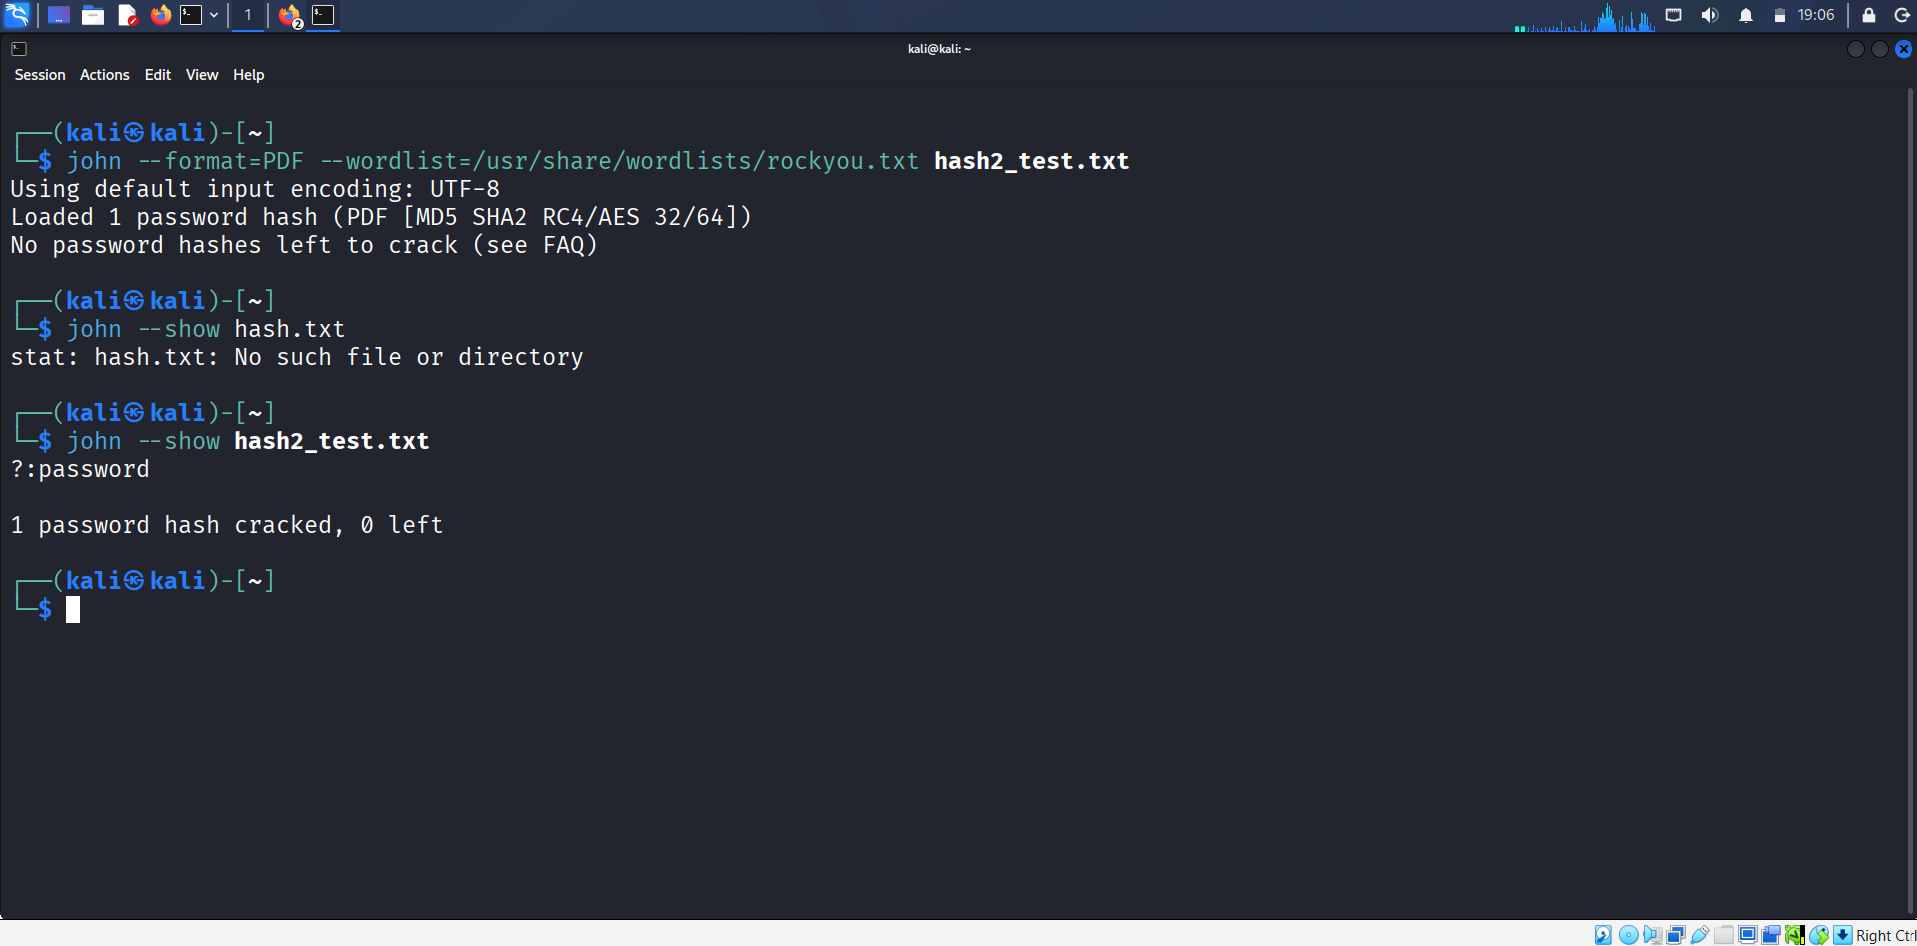 1
2
19:06
kali@kali: ~
Session Actions Edit View Help
┌──(kali㉿kali)-[~]
└─$ john --format=PDF --wordlist=/usr/share/wordlists/rockyou.txt hash2_test.txt
Using default input encoding: UTF-8
Loaded 1 password hash (PDF [MD5 SHA2 RC4/AES 32/64])
No password hashes left to crack (see FAQ)
┌──(kali㉿kali)-[~]
└─$ john --show hash.txt
stat: hash.txt: No such file or directory
┌──(kali㉿kali)-[~]
└─$ john --show hash2_test.txt
?:password
1 password hash cracked, 0 left
┌──(kali㉿kali)-[~]
└─$
Right Ctrl